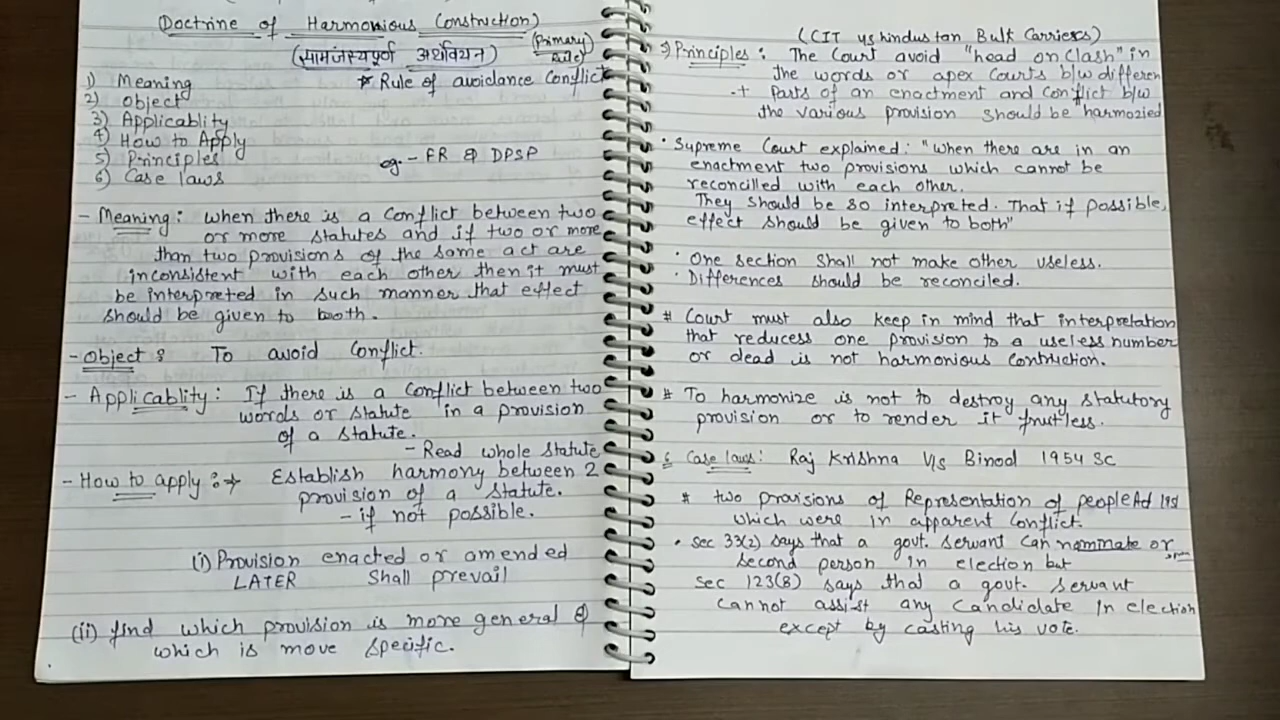 Doctrine of Harmonious Construction)
(सामंजस्यपूर्ण अर्थान्वयन) (Primary Rule)
* Rule of avoidance Conflict
1) Meaning
2) object
3) Applicablity
4) How to Apply
5) Principles
6) Case laws
eg:- FR & DPSP
- Meaning: when there is a Conflict between two
or more statutes and if two or more
than two provisions of the same act are
inconsistent with each other then it must
be interpreted in such manner that effect
should be given to both.
- Object: To avoid Conflict.
- Applicablity: If there is a Conflict between two
words or statute in a provision
of a statute.
- Read whole statute
- How to apply :→ Establish harmony between 2
provision of a statute.
- if not possible.
(i) Provision enacted or amended
LATER shall prevail
(ii) find which provision is more general &
which is move specific.
(CIT vs hindustan Bulk Carriers)
5) Principles: The Court avoid "head on Clash" in
the words or apex Courts b/w differen
-+ parts of an enactment and conflict b/w
the various provision should be harmozied
• Supreme Court explained: "when there are in an
enactment two provisions which cannot be
reconcilled with each other.
They should be so interpreted. That if possible,
effect should be given to both"
• One section shall not make other useless.
• Differences should be reconciled.
# Court must also keep in mind that interpretation
that reducess one provision to a useless number
or dead is not harmonious Contruction.
# To harmonize is not to destroy any statutory
provision or to render it fruitless.
6 Case laws: Raj Krishna V/s Binod 1954 SC
# two provisions of Representation of people Ad
which were in apparent Conflict.
• sec 33(2) says that a govt. servant can nominate or
second person in election but
sec 123(8) says that a govt. servant
cannot assist any candidate in election
except by casting his vote.